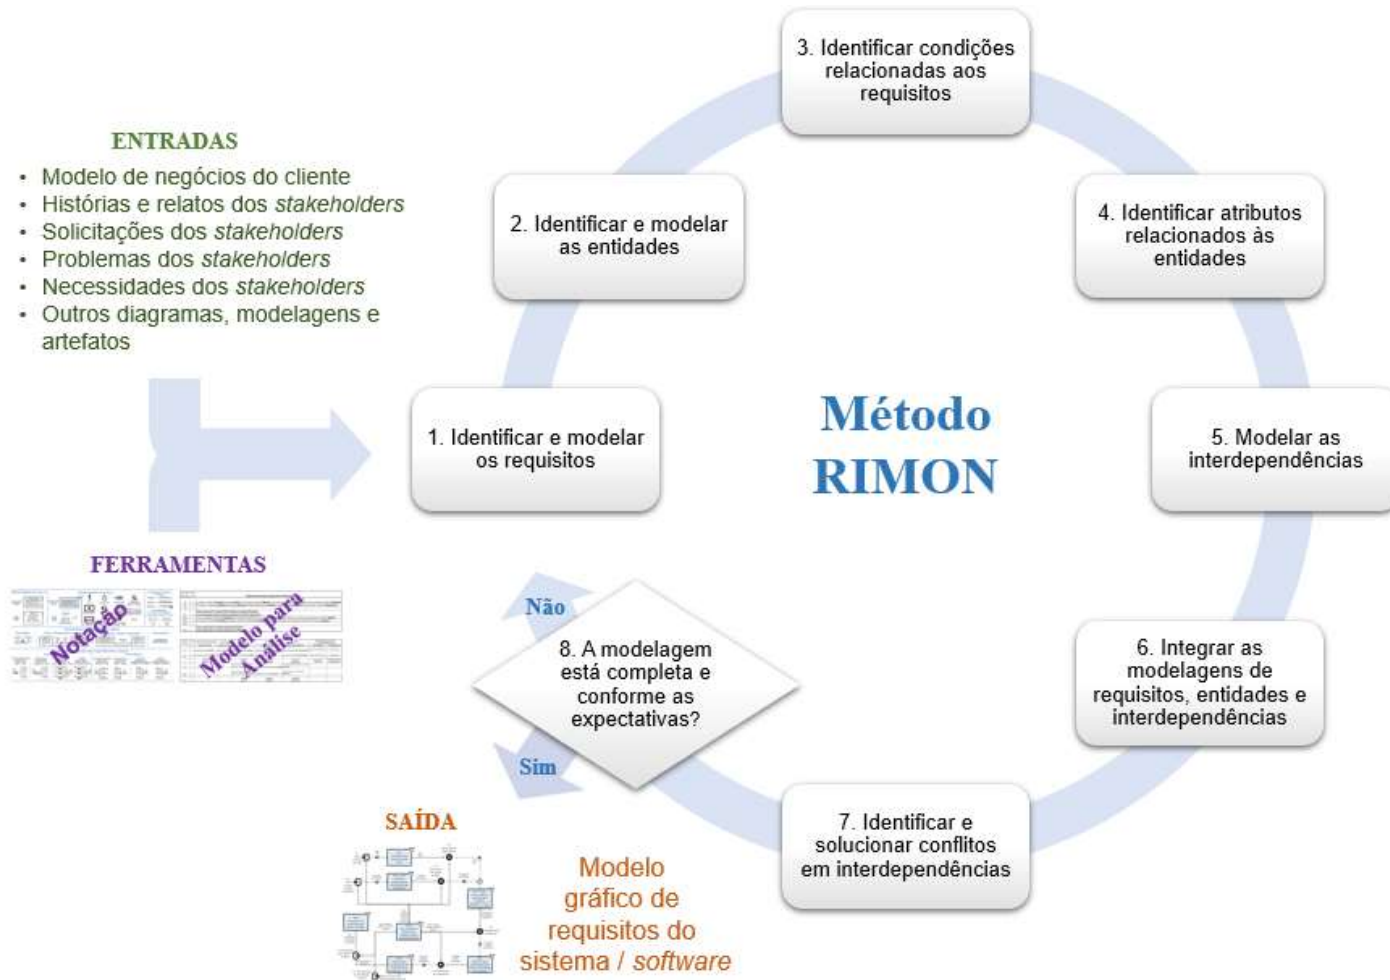 ENTRADAS
• Modelo de negócios do cliente
• Histórias e relatos dos stakeholders
• Solicitações dos stakeholders
• Problemas dos stakeholders
• Necessidades dos stakeholders
• Outros diagramas, modelagens e
artefatos
FERRAMENTAS
Notação
Modelo para
Análise
1. Identificar e modelar
os requisitos
2. Identificar e modelar
as entidades
3. Identificar condições
relacionadas aos
requisitos
4. Identificar atributos
relacionados às
entidades
Método
RIMON
5. Modelar as
interdependências
6. Integrar as
modelagens de
requisitos, entidades e
interdependências
7. Identificar e
solucionar conflitos
em interdependências
Não
8. A modelagem
está completa e
conforme as
expectativas?
Sim
SAÍDA
Modelo
gráfico de
requisitos do
sistema / software